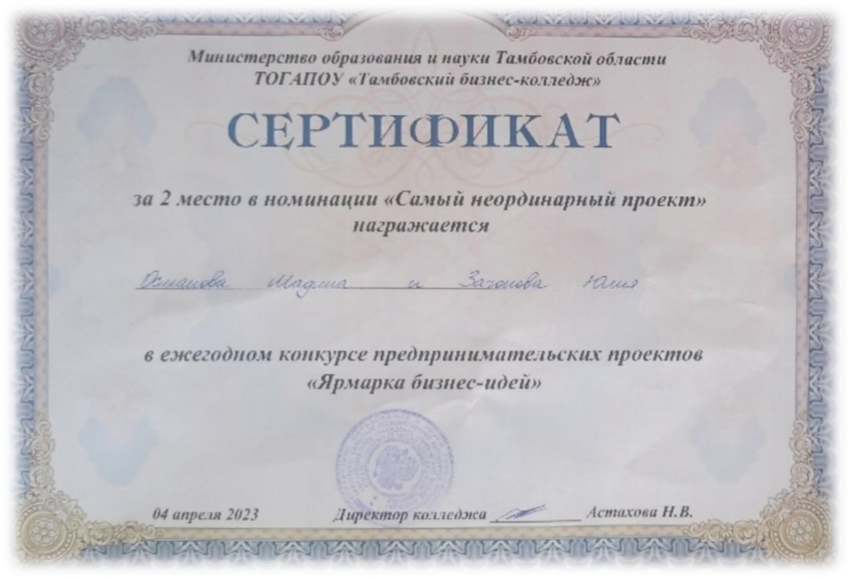 Министерство образования и науки Тамбовской области
ТОГАПОУ «Тамбовский бизнес-колледж»
СЕРТИФИКАТ
за 2 место в номинации «Самый неординарный проект»
награждается
Османова Мадина и Юлия
в ежегодном конкурсе предпринимательских проектов
«Ярмарка бизнес-идей»
04 апреля 2023 Директор колледжа Астахова Н.В.